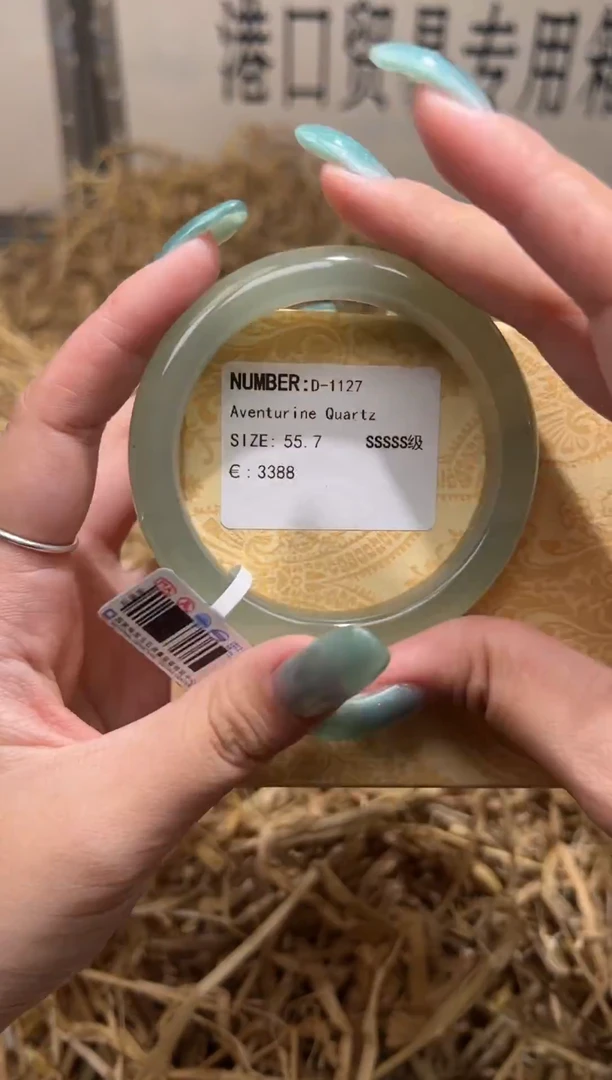 港口贸易专用箱
NUMBER:D-1127
Aventurine Quartz
SIZE: 55.7 SSSSS级
€: 3388